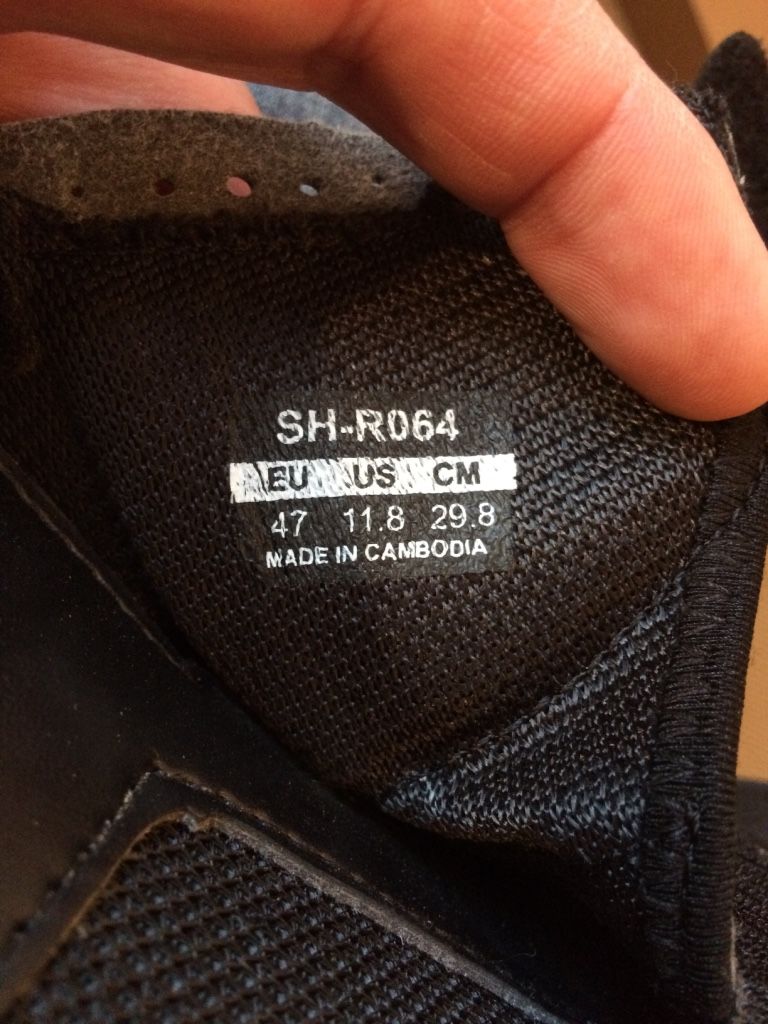 SH-R064
EU US CM
47 11.8 29.8
MADE IN CAMBODIA